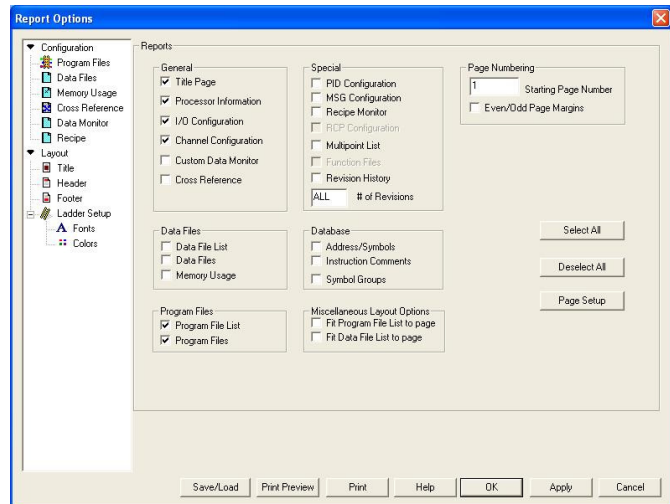 Report Options
Configuration
Program Files
Data Files
Memory Usage
Cross Reference
Data Monitor
Recipe
Layout
Title
Header
Footer
Ladder Setup
A Fonts
Colors
Reports
General
Title Page
Processor Information
I/O Configuration
Channel Configuration
Custom Data Monitor
Cross Reference
Special
PID Configuration
MSG Configuration
Recipe Monitor
RCP Configuration
Multipoint List
Function Files
Revision History
ALL # of Revisions
Page Numbering
1 Starting Page Number
Even/Odd Page Margins
Data Files
Data File List
Data Files
Memory Usage
Database
Address/Symbols
Instruction Comments
Symbol Groups
Select All
Deselect All
Page Setup
Program Files
Program File List
Program Files
Miscellaneous Layout Options
Fit Program File List to page
Fit Data File List to page
Save/Load Print Preview Print Help OK Apply Cancel